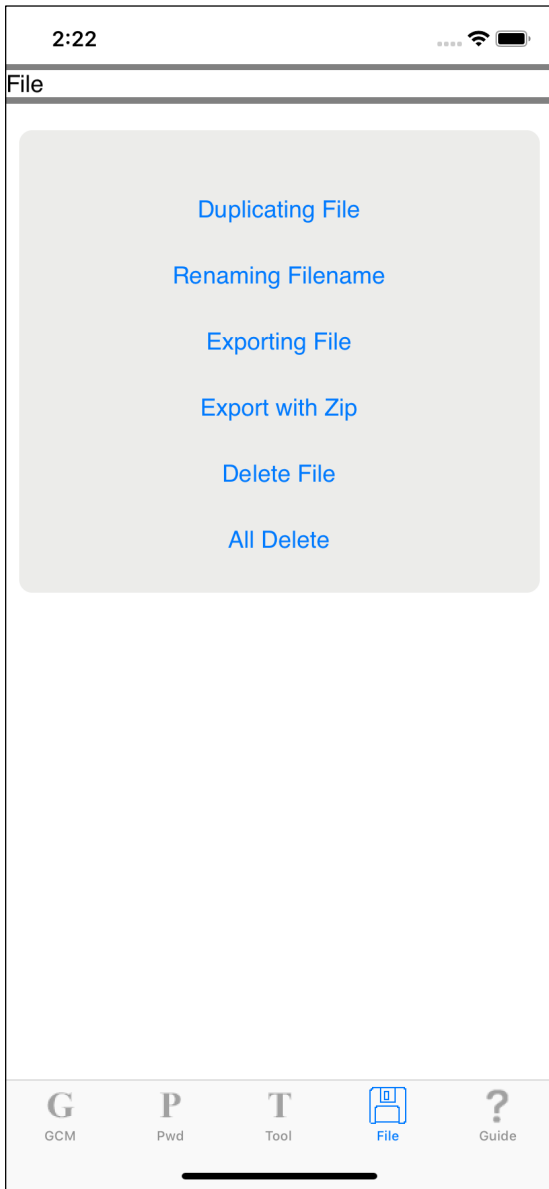 2:22
File
Duplicating File
Renaming Filename
Exporting File
Export with Zip
Delete File
All Delete
G P T ?
GCM Pwd Tool File Guide